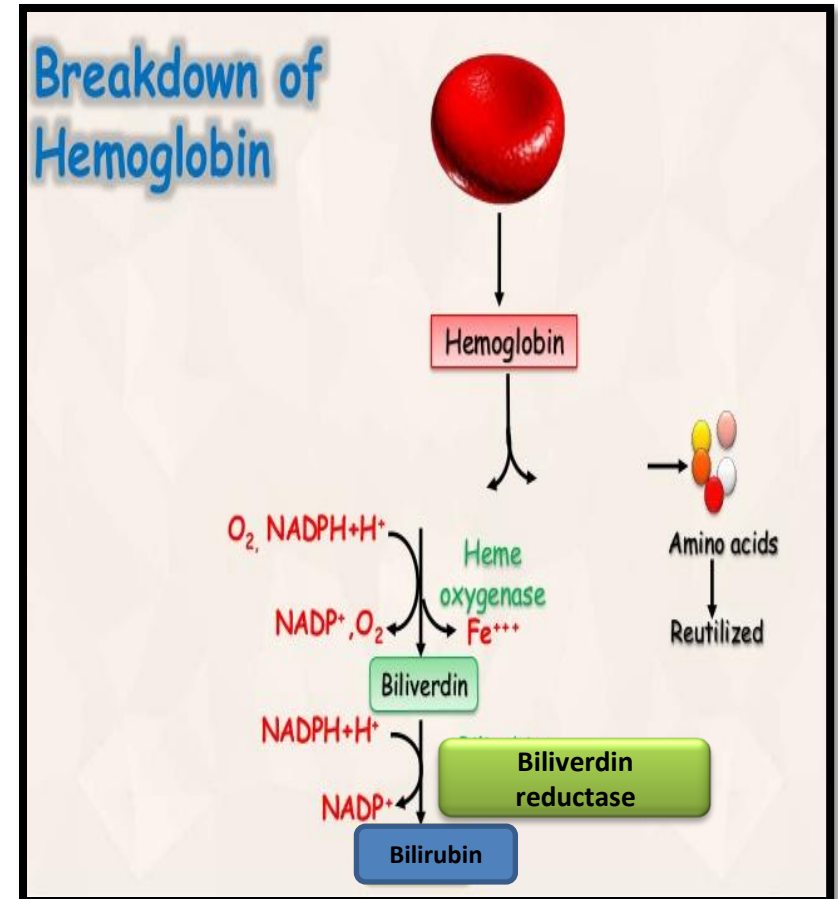 Breakdown of
Hemoglobin
Hemoglobin
O₂, NADPH+H⁺
Heme
oxygenase
Amino acids
NADP⁺,O₂
Fe⁺⁺⁺
Reutilized
Biliverdin
NADPH+H⁺
Biliverdin
reductase
NADP⁺
Bilirubin